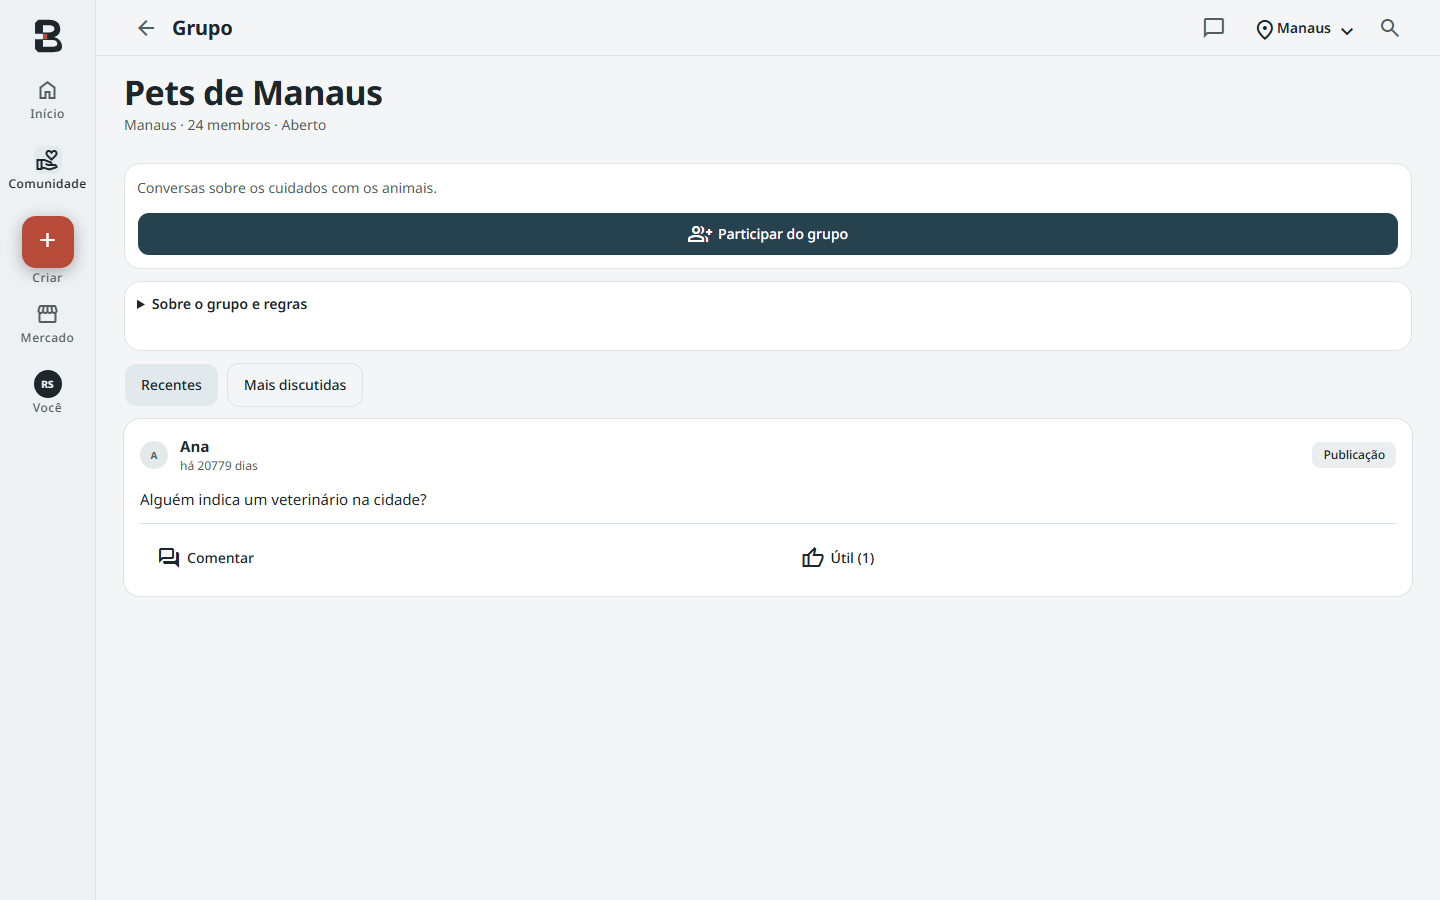 Grupo
Manaus
Início
Comunidade
Criar
Mercado
RS
Você
Pets de Manaus
Manaus · 24 membros · Aberto
Conversas sobre os cuidados com os animais.
Participar do grupo
Sobre o grupo e regras
Recentes
Mais discutidas
A
Ana
há 20779 dias
Publicação
Alguém indica um veterinário na cidade?
Comentar
Útil (1)